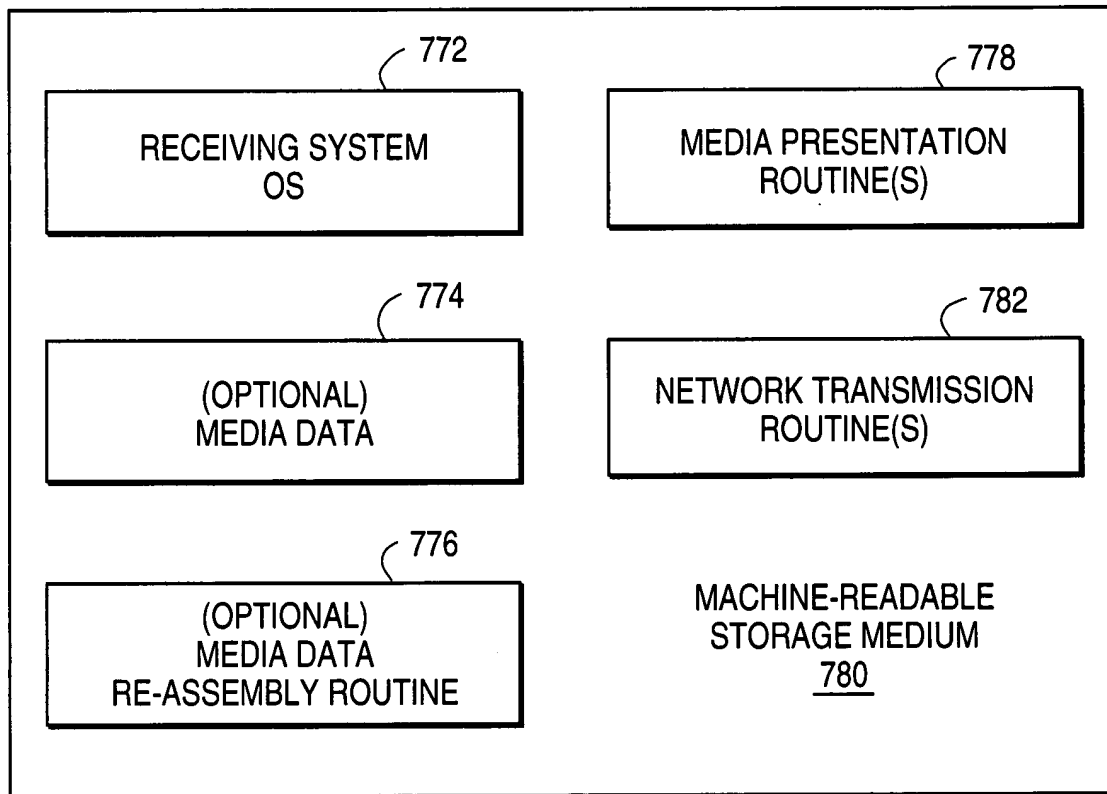 772
RECEIVING SYSTEM
OS
778
MEDIA PRESENTATION
ROUTINE(S)
774
(OPTIONAL)
MEDIA DATA
782
NETWORK TRANSMISSION
ROUTINE(S)
776
(OPTIONAL)
MEDIA DATA
RE-ASSEMBLY ROUTINE
MACHINE-READABLE
STORAGE MEDIUM
780